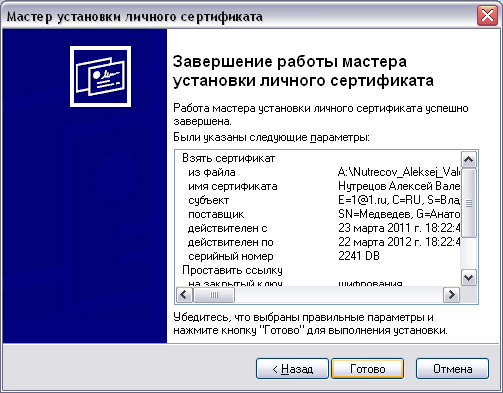 Мастер установки личного сертификата
Завершение работы мастера
установки личного сертификата
Работа мастера установки личного сертификата успешно
завершена.
Были указаны следующие параметры:
Взять сертификат
из файла A:\Nutrecov_Aleksej_Vale
имя сертификата Нутрецов Алексей Вале
субъект E=1@1.ru, C=RU, S=Вла
поставщик SN=Медведев, G=Анато
действителен с 23 марта 2011 г. 18:22:4
действителен по 22 марта 2012 г. 18:22:4
серийный номер 2241 DB
Проставить ссылку
на закрытый ключ шифрования
Убедитесь, что выбраны правильные параметры и
нажмите кнопку "Готово" для выполнения установки.
< Назад Готово Отмена